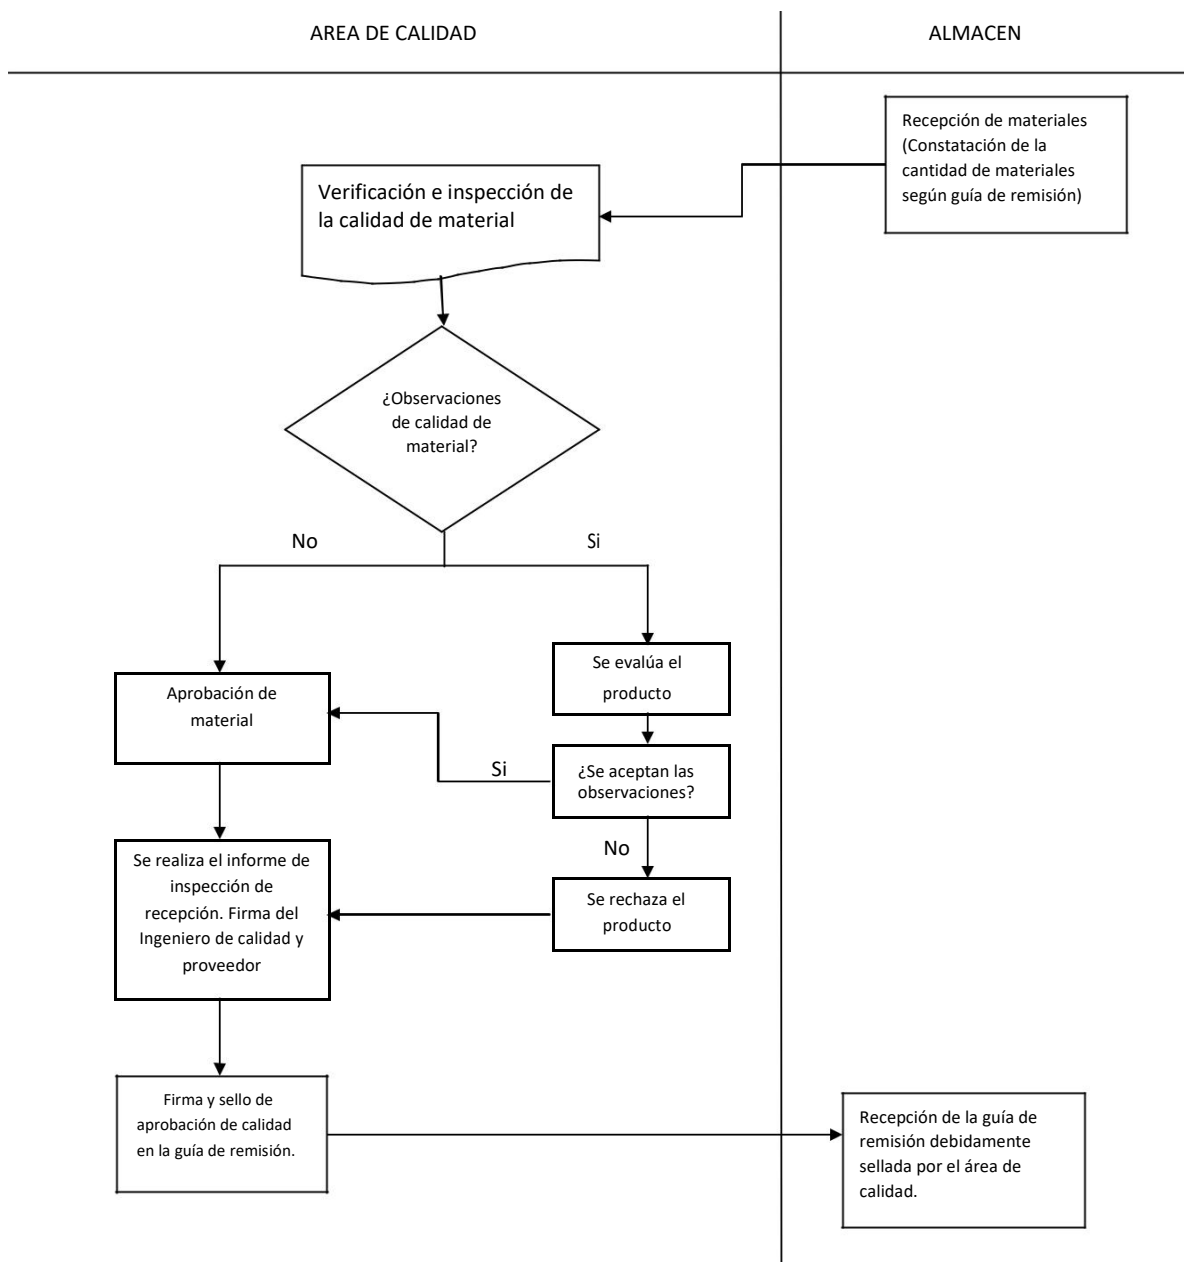 AREA DE CALIDAD
ALMACEN
Recepción de materiales
(Constatación de la
cantidad de materiales
según guía de remisión)
Verificación e inspección de
la calidad de material
¿Observaciones
de calidad de
material?
No
Si
Se evalúa el
producto
Aprobación de
material
Si
¿Se aceptan las
observaciones?
No
Se realiza el informe de
inspección de
recepción. Firma del
Ingeniero de calidad y
proveedor
Se rechaza el
producto
Firma y sello de
aprobación de calidad
en la guía de remisión.
Recepción de la guía de
remisión debidamente
sellada por el área de
calidad.